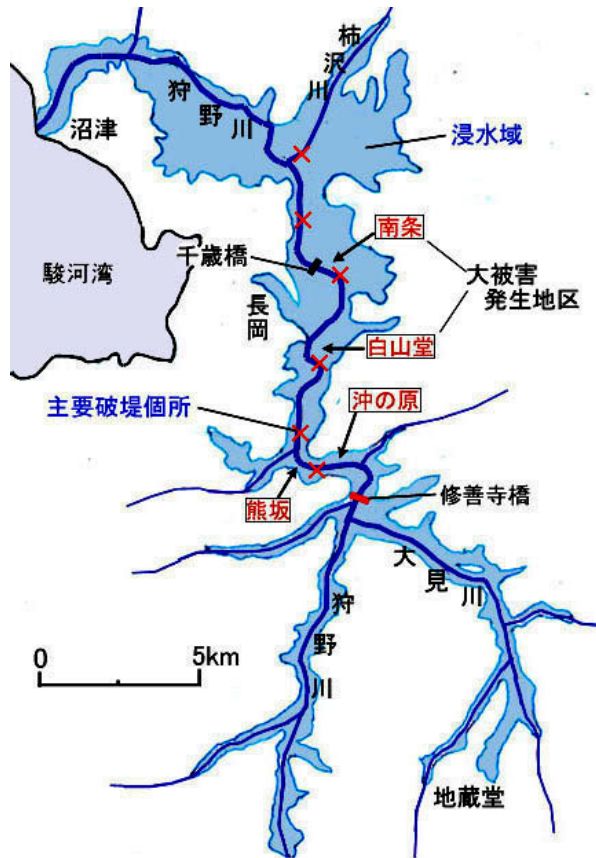 柿沢川
狩野川
沼津
浸水域
南条
千歳橋
駿河湾
大被害
発生地区
長岡
白山堂
主要破堤個所
沖の原
熊坂
修善寺橋
大見川
狩野川
0 5km
地蔵堂